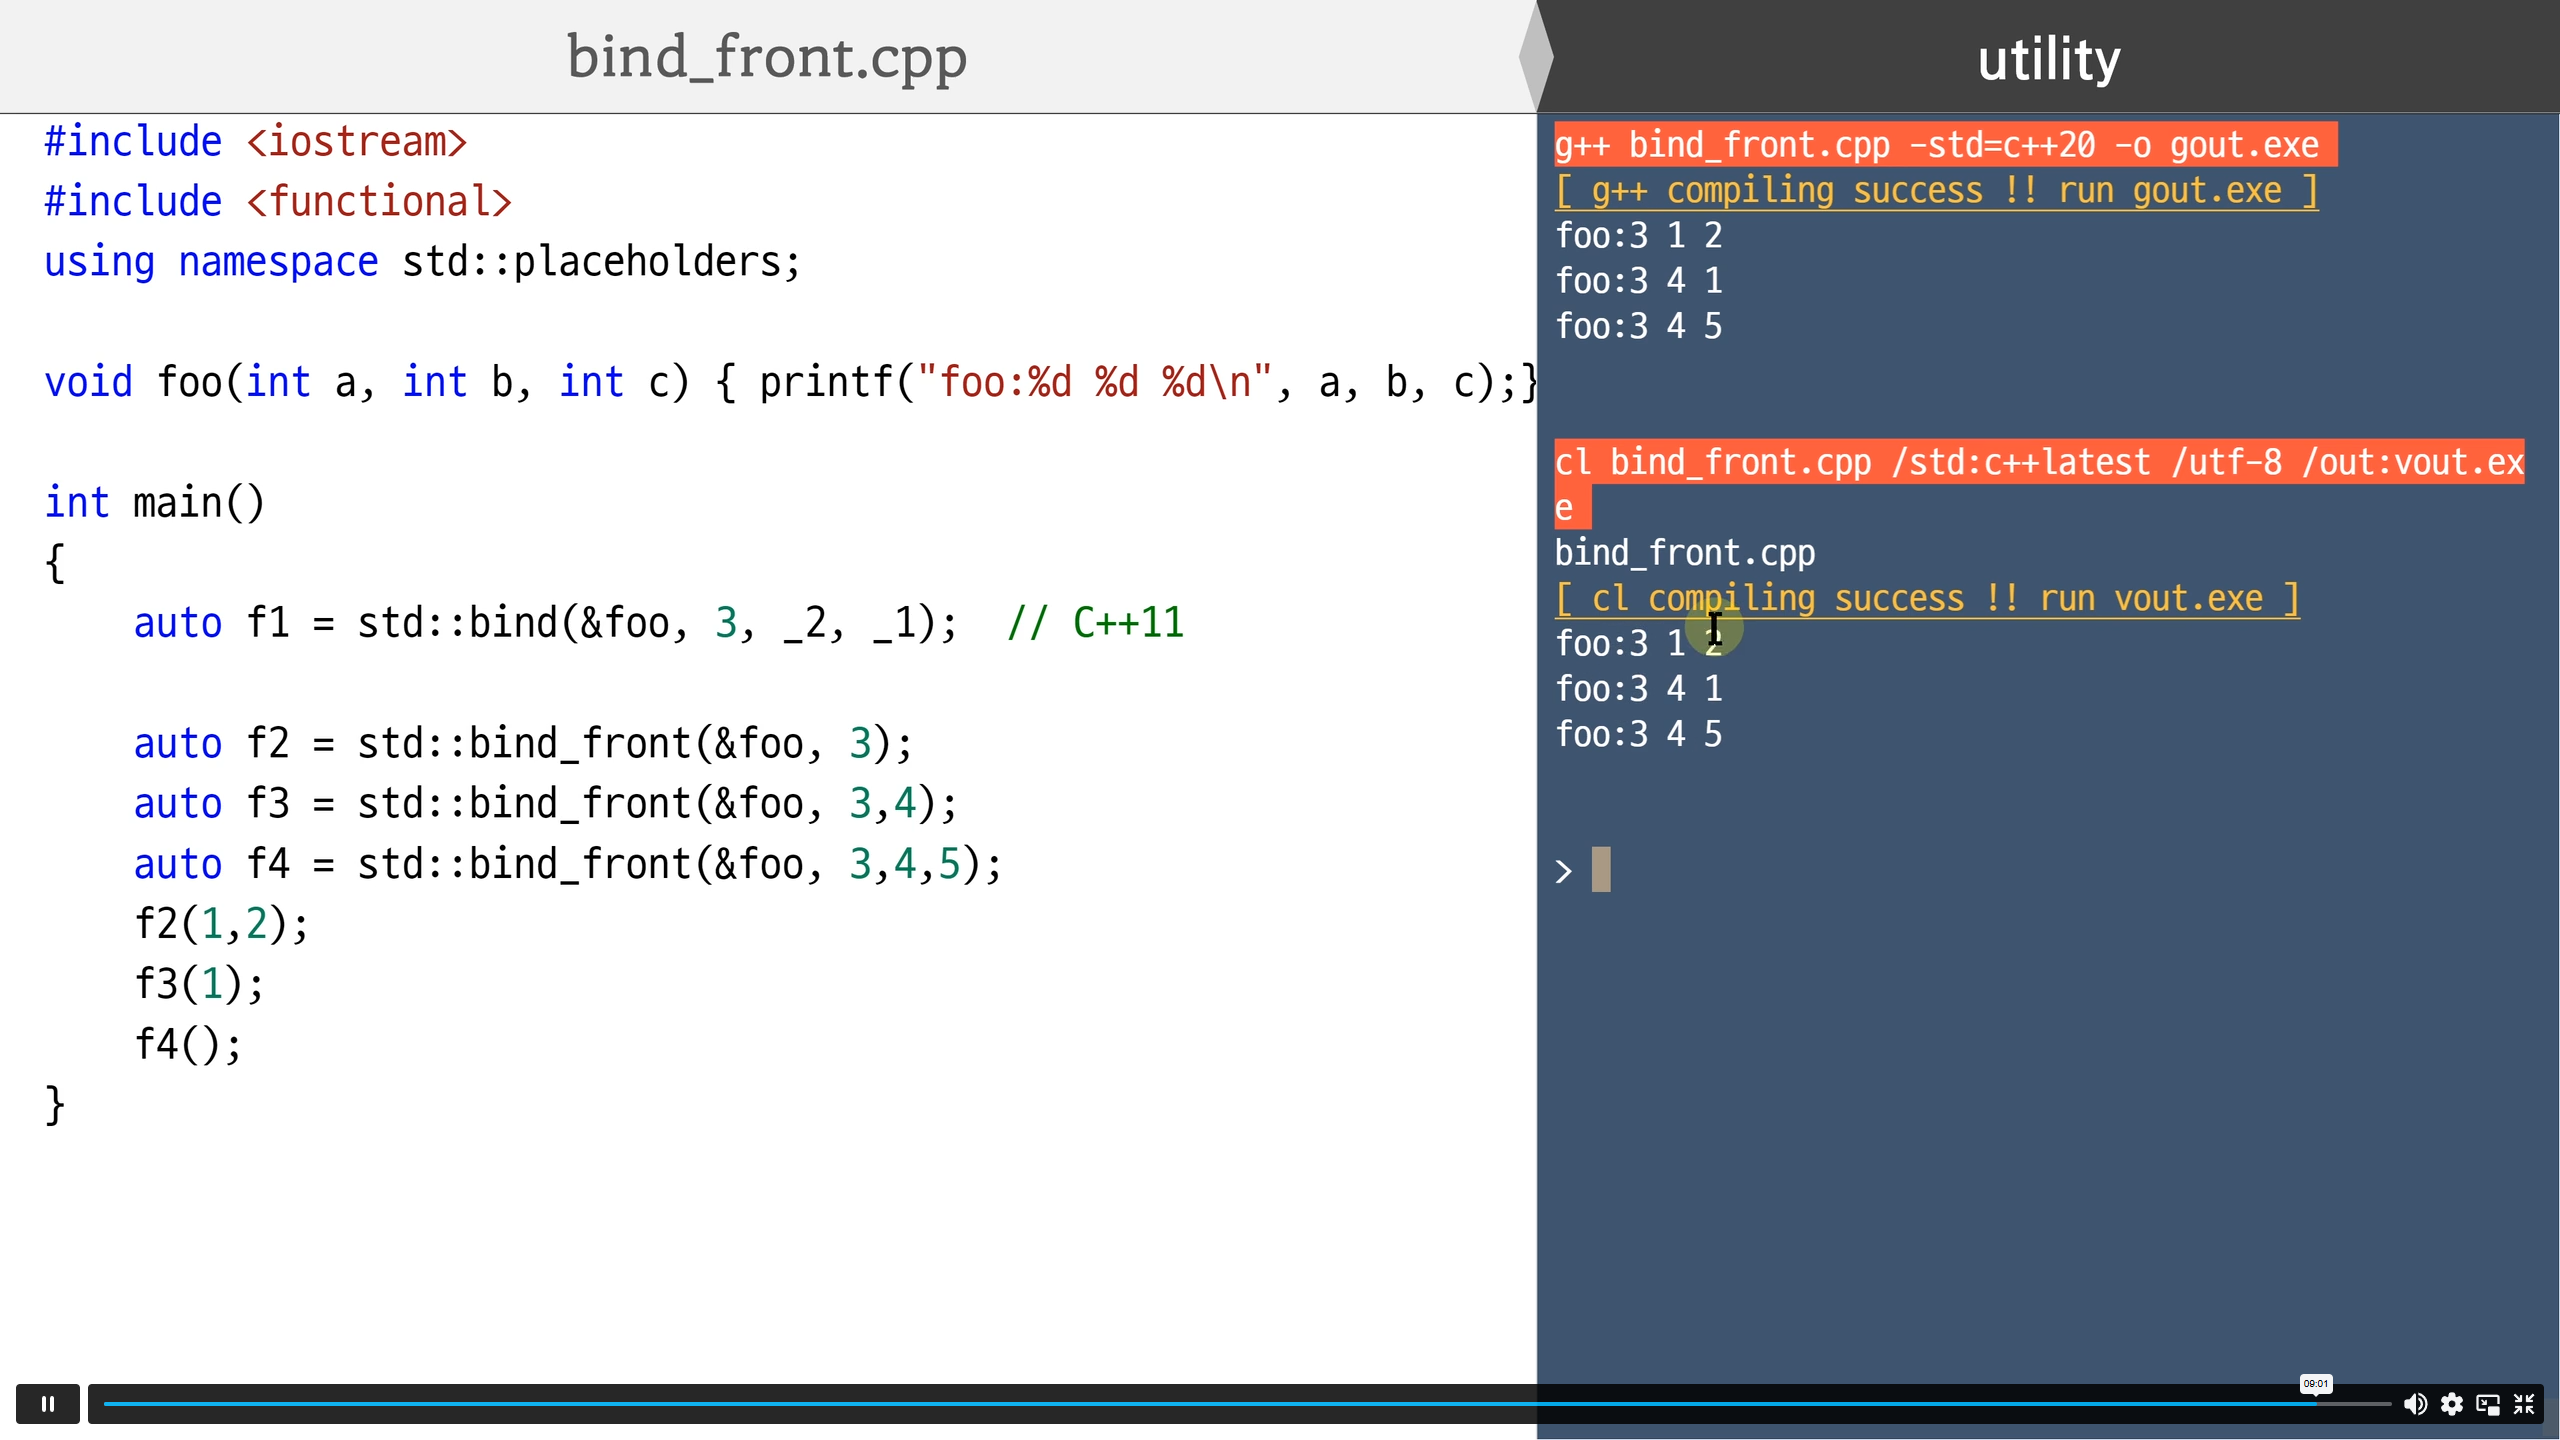 bind_front.cpp
utility
#include <iostream>
#include <functional>
using namespace std::placeholders;
void foo(int a, int b, int c) { printf("foo:%d %d %d\n", a, b, c);}
int main()
{
    auto f1 = std::bind(&foo, 3, _2, _1);  // C++11
    auto f2 = std::bind_front(&foo, 3);
    auto f3 = std::bind_front(&foo, 3,4);
    auto f4 = std::bind_front(&foo, 3,4,5);
    f2(1,2);
    f3(1);
    f4();
}
g++ bind_front.cpp -std=c++20 -o gout.exe
[ g++ compiling success !! run gout.exe ]
foo:3 1 2
foo:3 4 1
foo:3 4 5
cl bind_front.cpp /std:c++latest /utf-8 /out:vout.ex
e
bind_front.cpp
[ cl compiling success !! run vout.exe ]
foo:3 1 2
foo:3 4 1
foo:3 4 5
>
09:01